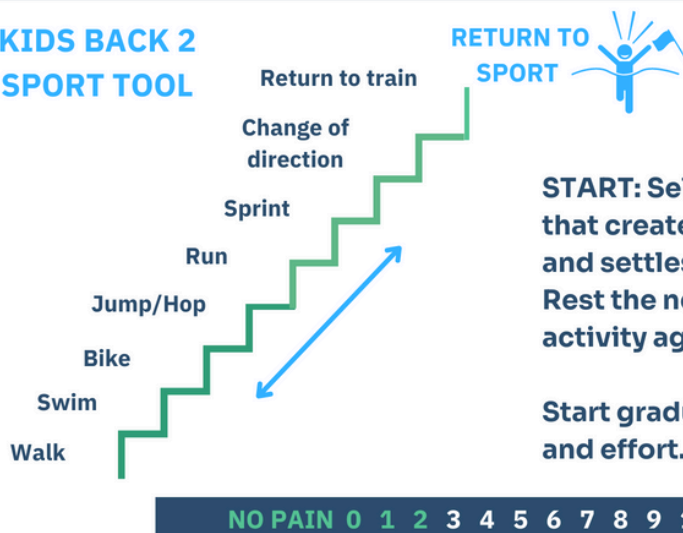 KIDS BACK 2
SPORT TOOL
RETURN TO
SPORT
Return to train
Change of
direction
Sprint
Run
Jump/Hop
Bike
Swim
Walk
START:
that
and
Rest the
activity
Start
and effort.
NO PAIN 0 1 2 3 4 5 6 7 8 9